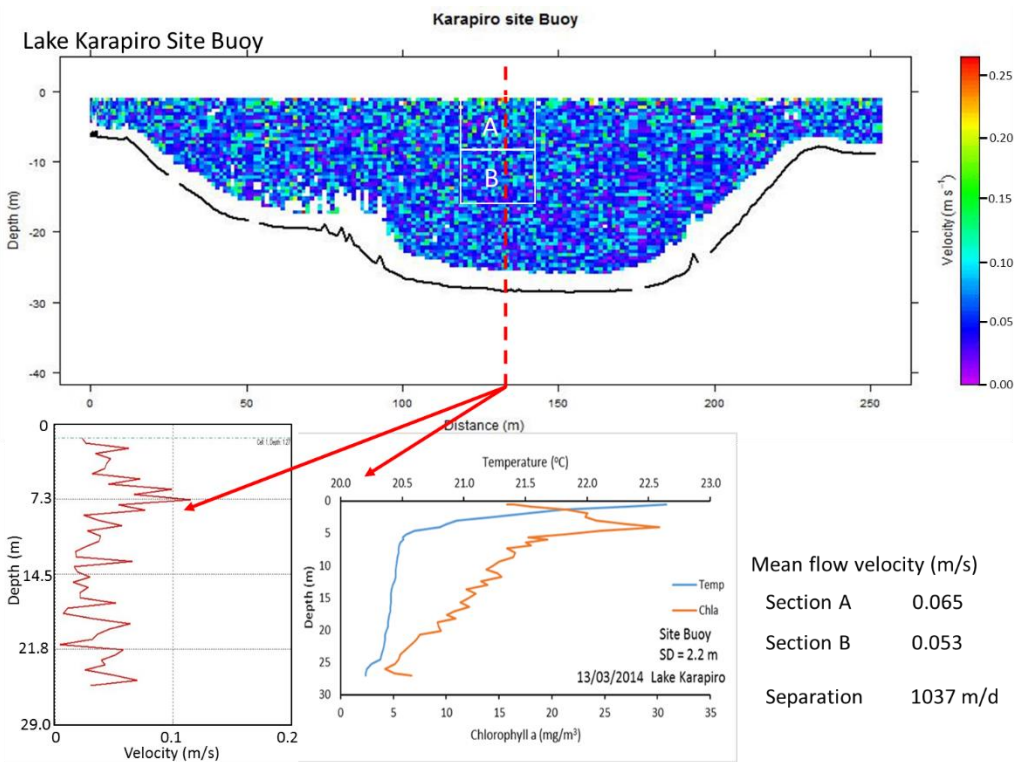 Karapiro site Buoy
Lake Karapiro Site Buoy
0
-10
-20
-30
-40
Depth (m)
A
B
0 50 100 150 200 250
Distance (m)
0.25
0.20
0.15
0.10
0.05
0.00
Velocity (m s⁻¹)
0
7.3
14.5
21.8
29.0
Depth (m)
0 0.1 0.2
Velocity (m/s)
Temperature (⁰C)
20.0 20.5 21.0 21.3 21.5 22.5 23.0
0
5
10
15
20
25
30
Depth (m)
Temp
Chla
Site Buoy
SD = 2.2 m
13/03/2014 Lake Karapiro
0 5 10 15 20 25 30 35
Chlorophyll a (mg/m³)
Mean flow velocity (m/s)
Section A 0.065
Section B 0.053
Separation 1037 m/d